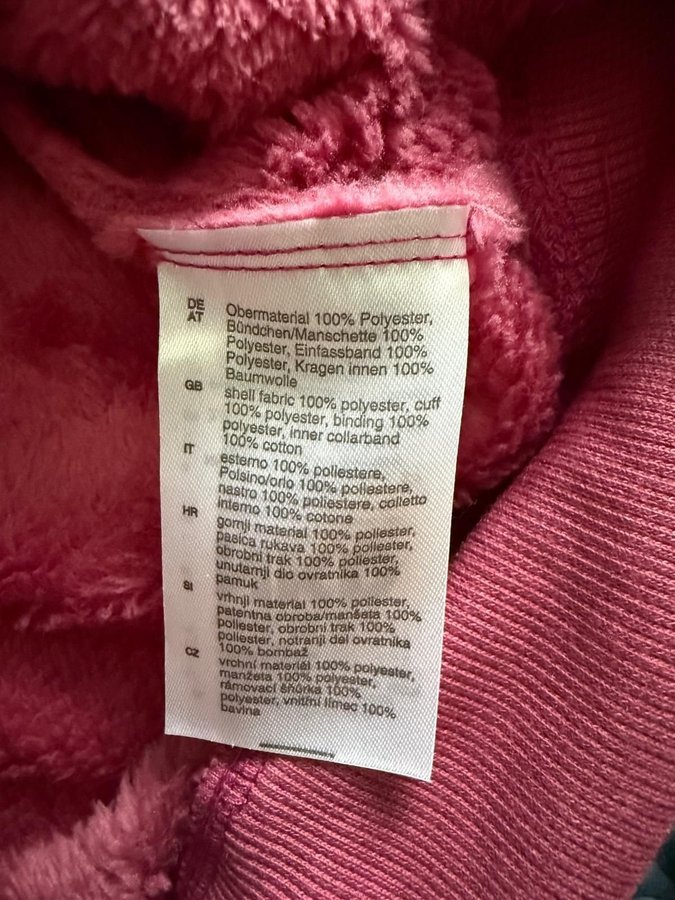 DE
AT
Obermaterial 100% Polyester,
Bündchen/Manschette 100%
Polyester, Einfassband 100%
Polyester, Kragen innen 100%
Baumwolle
GB
shell fabric 100% polyester, cuff
100% polyester, binding 100%
polyester, inner collarband
100% cotton
IT
esterno 100% poliestere,
Polsino/orlo 100% poliestere,
nastro 100% poliestere, colletto
interno 100% cotone
HR
gornji material 100% poliester,
pasica rukava 100% poliester,
obrobni trak 100% poliester,
unutarnji dio ovratnika 100%
pamuk
SI
vrhnji material 100% poliester,
patentna obroba/manšata 100%
poliester, obrobni trak 100%
poliester, notranji del ovratnika
100% bombaž
CZ
vrchní materiál 100% polyester,
manžeta 100% polyester,
rámovací šňůrka 100%
polyester, vnitřní límec 100%
bavlna